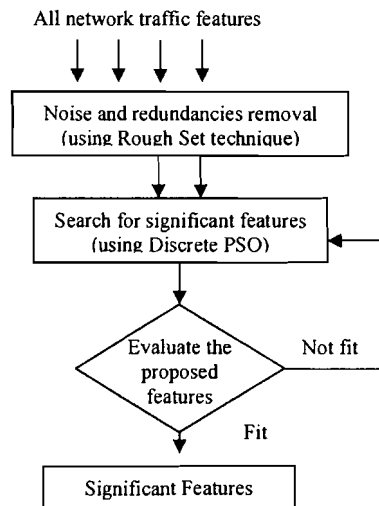 All network traffic features
Noise and redundancies removal
(using Rough Set technique)
Search for significant features
(using Discrete PSO)
Evaluate the
proposed
features
Not fit
Fit
Significant Features